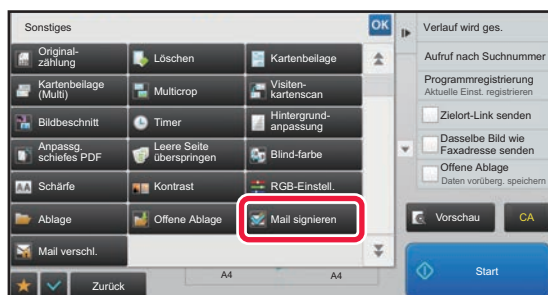 Sonstiges
OK
Original-
zählung
Löschen
Kartenbeilage
Kartenbeilage
(Multi)
Multicrop
Visiten-
kartenscan
Bildbeschnitt
Timer
Hintergrund-
anpassung
Anpassg.
schiefes PDF
Leere Seite
überspringen
Blind-farbe
Schärfe
Kontrast
RGB-Einstell.
Ablage
Offene Ablage
Mail signieren
Mail verschl.
Zurück
A4
A4
Verlauf wird ges.
Aufruf nach Suchnummer
Programmregistrierung
Aktuelle Einst. registrieren
Zielort-Link senden
Dasselbe Bild wie
Faxadresse senden
Offene Ablage
Daten vorüberg. speichern
Vorschau
CA
Start